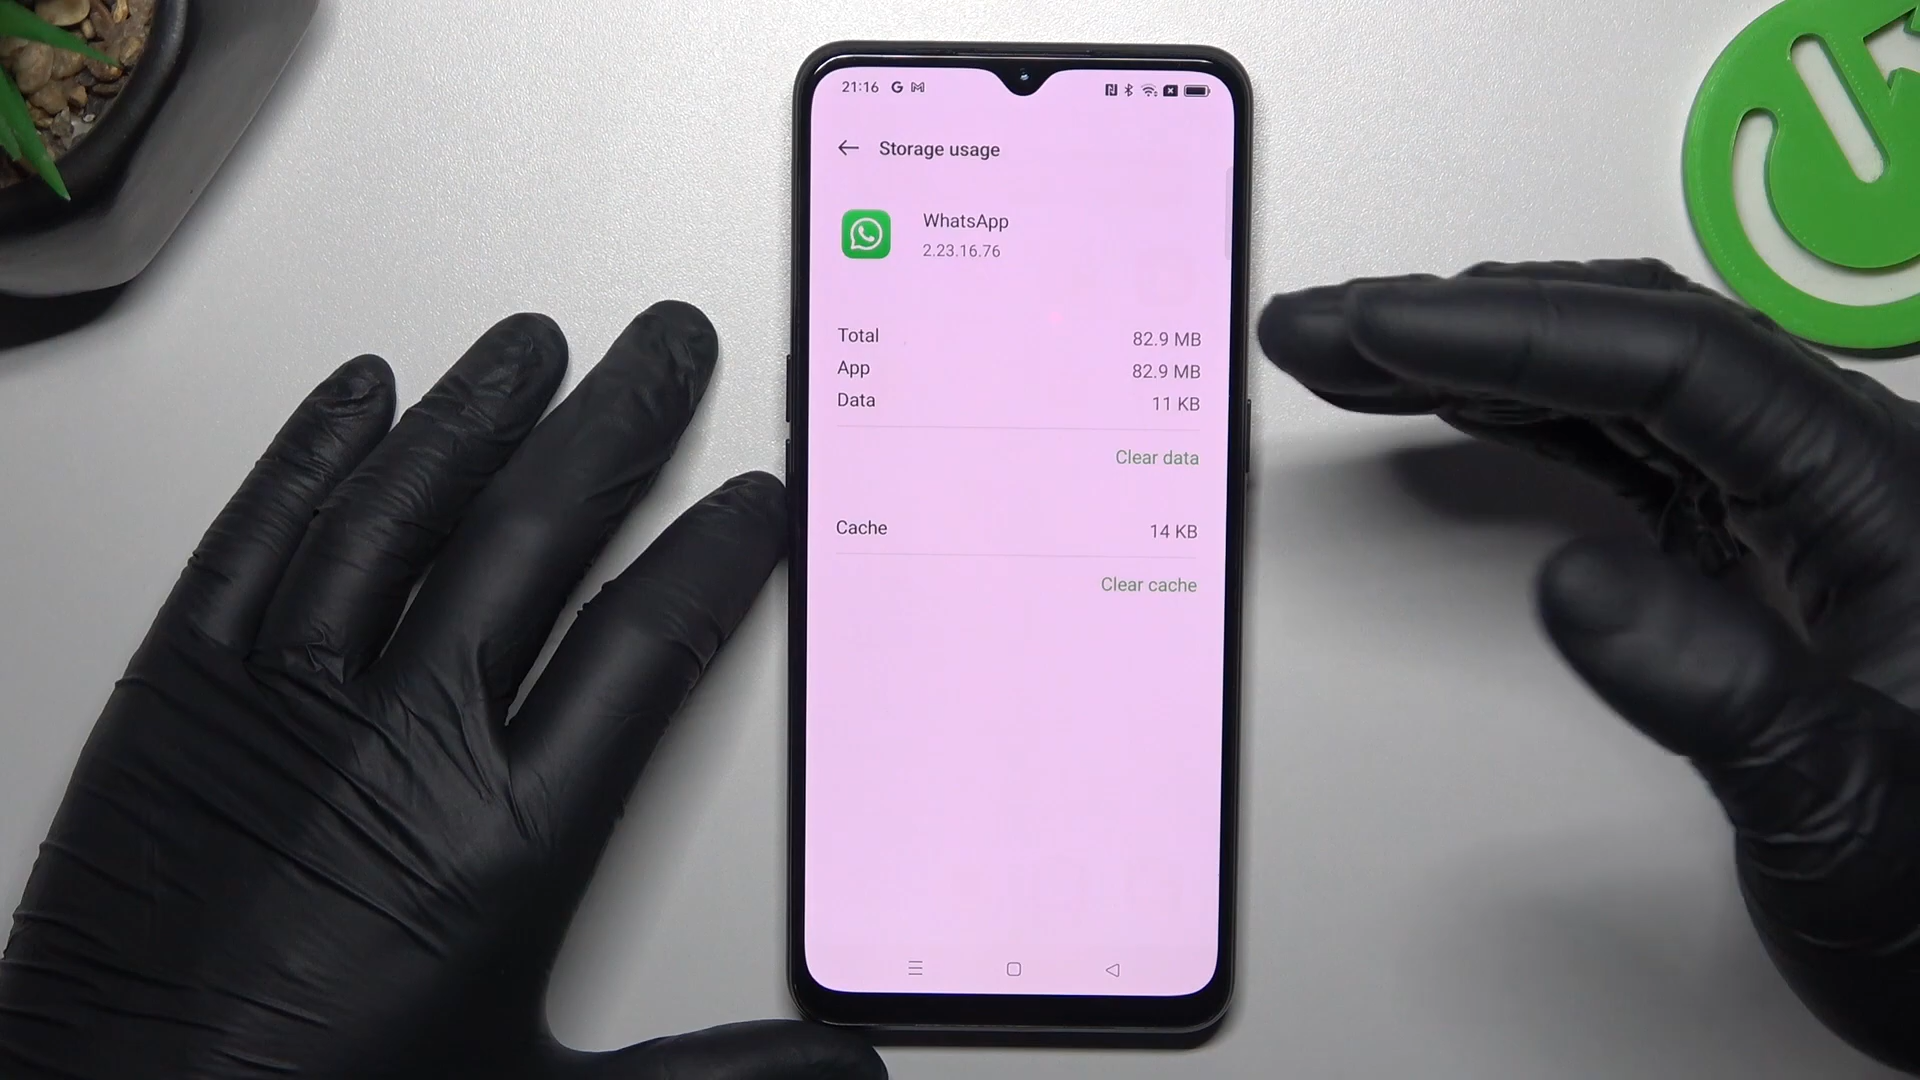 21:16
Storage usage
WhatsApp
2.23.16.76
Total 82.9 MB
App 82.9 MB
Data 11 KB
Clear data
Cache 14 KB
Clear cache